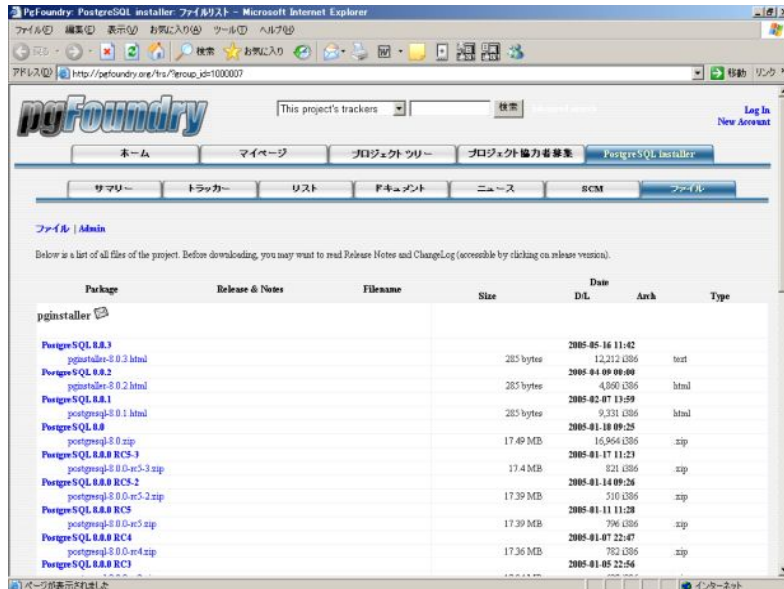 PgFoundry: PostgreSQL installer: ファイルリスト - Microsoft Internet Explorer
ファイル(F) 編集(E) 表示(V) お気に入り(A) ツール(T) ヘルプ(H)
戻る 検索 お気に入り
アドレス(D) http://pgfoundry.org/frs/?group_id=1000007 移動 リンク
pgFoundry
This project's trackers 検索
Log In
New Account
ホーム マイページ プロジェクトツリー プロジェクト協力者募集 PostgreSQL installer
サマリー トラッカー リスト ドキュメント ニュース SCM ファイル
ファイル | Admin
Below is a list of all files of the project. Before downloading, you may want to read Release Notes and ChangeLog (accessible by clicking on release version).
Package Release & Notes Filename Date
Size D/L Arch Type
pginstaller
PostgreSQL 8.0.3 2005-05-16 11:42
pginstaller-8.0.3.html 285 bytes 12,212 i386 text
PostgreSQL 8.0.2 2005-04-09 00:00
pginstaller-8.0.2.html 285 bytes 4,860 i386 html
PostgreSQL 8.0.1 2005-02-07 13:59
postgresql-8.0.1.html 285 bytes 9,331 i386 html
PostgreSQL 8.0 2005-01-18 09:25
postgresql-8.0.zip 17.49 MB 16,964 i386 .zip
PostgreSQL 8.0.0 RC5-3 2005-01-17 11:23
postgresql-8.0.0-rc5-3.zip 17.4 MB 821 i386 .zip
PostgreSQL 8.0.0 RC5-2 2005-01-14 09:26
postgresql-8.0.0-rc5-2.zip 17.39 MB 510 i386 .zip
PostgreSQL 8.0.0 RC5 2005-01-11 11:28
postgresql-8.0.0-rc5.zip 17.39 MB 796 i386 .zip
PostgreSQL 8.0.0 RC4 2005-01-07 22:47
postgresql-8.0.0-rc4.zip 17.36 MB 782 i386 .zip
PostgreSQL 8.0.0 RC3 2005-01-05 22:56
ページが表示されました インターネット